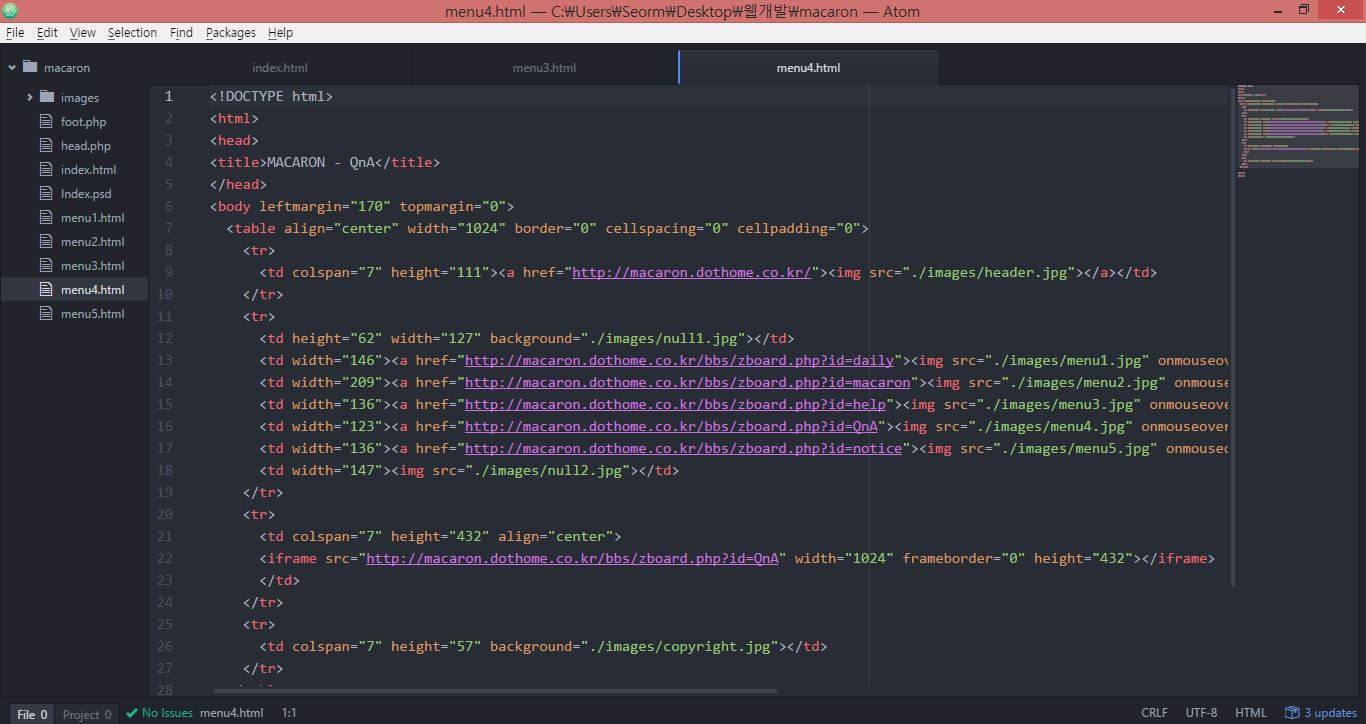 menu4.html — C:₩Users₩Seorm₩Desktop₩웹개발₩macaron — Atom
File Edit View Selection Find Packages Help
macaron
images
foot.php
head.php
index.html
Index.psd
menu1.html
menu2.html
menu3.html
menu4.html
menu5.html
index.html menu3.html menu4.html
1 <!DOCTYPE html>
2 <html>
3 <head>
4 <title>MACARON - QnA</title>
5 </head>
6 <body leftmargin="170" topmargin="0">
7 <table align="center" width="1024" border="0" cellspacing="0" cellpadding="0">
8 <tr>
9 <td colspan="7" height="111"><a href="http://macaron.dothome.co.kr/"><img src="./images/header.jpg"></a></td>
10 </tr>
11 <tr>
12 <td height="62" width="127" background="./images/null1.jpg"></td>
13 <td width="146"><a href="http://macaron.dothome.co.kr/bbs/zboard.php?id=daily"><img src="./images/menu1.jpg" onmouseov
14 <td width="209"><a href="http://macaron.dothome.co.kr/bbs/zboard.php?id=macaron"><img src="./images/menu2.jpg" onmouse
15 <td width="136"><a href="http://macaron.dothome.co.kr/bbs/zboard.php?id=help"><img src="./images/menu3.jpg" onmouseove
16 <td width="123"><a href="http://macaron.dothome.co.kr/bbs/zboard.php?id=QnA"><img src="./images/menu4.jpg" onmouseover
17 <td width="136"><a href="http://macaron.dothome.co.kr/bbs/zboard.php?id=notice"><img src="./images/menu5.jpg" onmouse
18 <td width="147"><img src="./images/null2.jpg"></td>
19 </tr>
20 <tr>
21 <td colspan="7" height="432" align="center">
22 <iframe src="http://macaron.dothome.co.kr/bbs/zboard.php?id=QnA" width="1024" frameborder="0" height="432"></iframe>
23 </td>
24 </tr>
25 <tr>
26 <td colspan="7" height="57" background="./images/copyright.jpg"></td>
27 </tr>
28
File 0 Project 0 No Issues menu4.html 1:1 CRLF UTF-8 HTML 3 updates